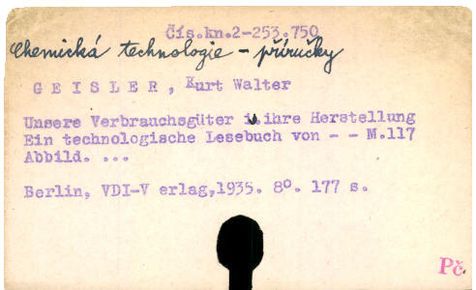 Čís.kn.2-253.750
Chemická technologie - příručky
GEISLER, Kurt Walter
Unsere Verbrauchsgüter u.ihre Herstellung
Ein technologische Lesebuch von - - M.117
Abbild. ...
Berlin, VDI-V erlag,1935. 8°. 177 s.
Pč.